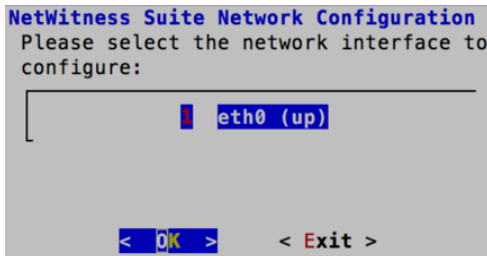 NetWitness Suite Network Configuration
Please select the network interface to
configure:
1 eth0 (up)
< OK > < Exit >